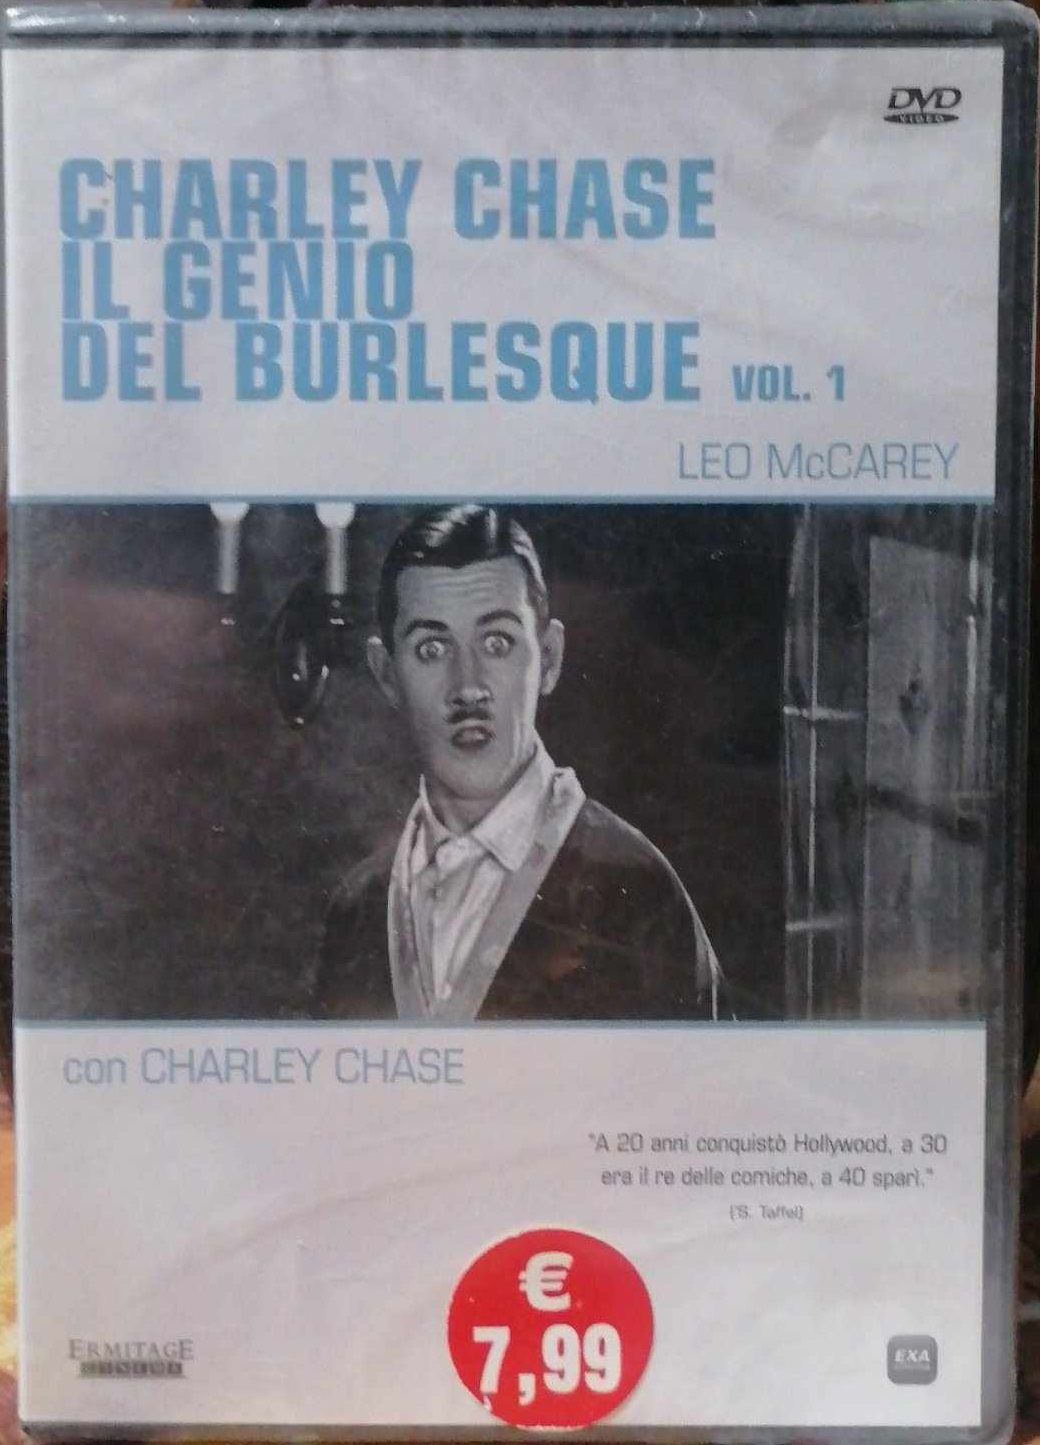 DVD
VIDEO
CHARLEY CHASE
IL GENIO
DEL BURLESQUE VOL. 1
LEO McCAREY
con CHARLEY CHASE
"A 20 anni conquistò Hollywood, a 30
era il re delle comiche, a 40 sparì."
(S. Taffel)
€
7,99
ERMITAGE
CINEMA
EXA